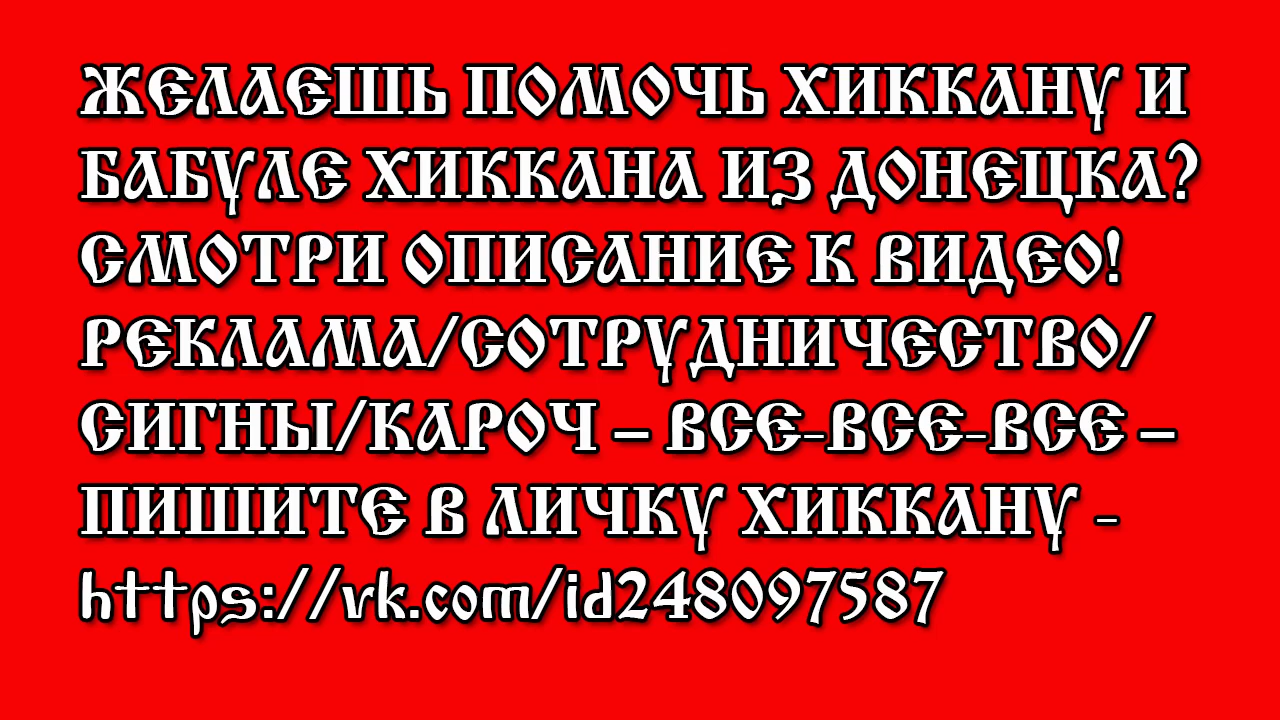 ЖЕЛАЕШЬ ПОМОЧЬ ХИККАНУ И
БАБУЛЕ ХИККАНА ИЗ ДОНЕЦКА?
СМОТРИ ОПИСАНИЕ К ВИДЕО!
РЕКЛАМА/СОТРУДНИЧЕСТВО/
СИГНЫ/КАРОЧ – ВСЕ-ВСЕ-ВСЕ –
ПИШИТЕ В ЛИЧКУ ХИККАНУ -
https://vk.com/id248097587